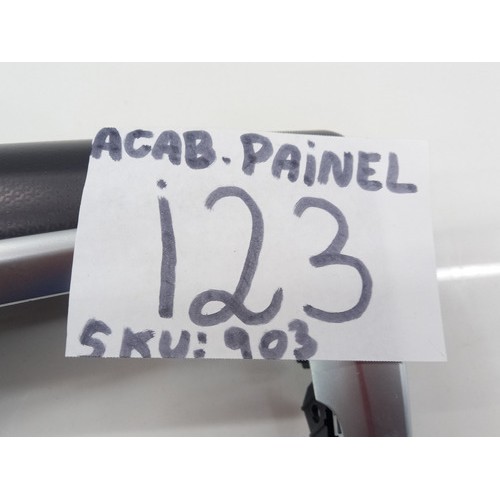 ACAB. PAiNEL
i23
SKU: 903